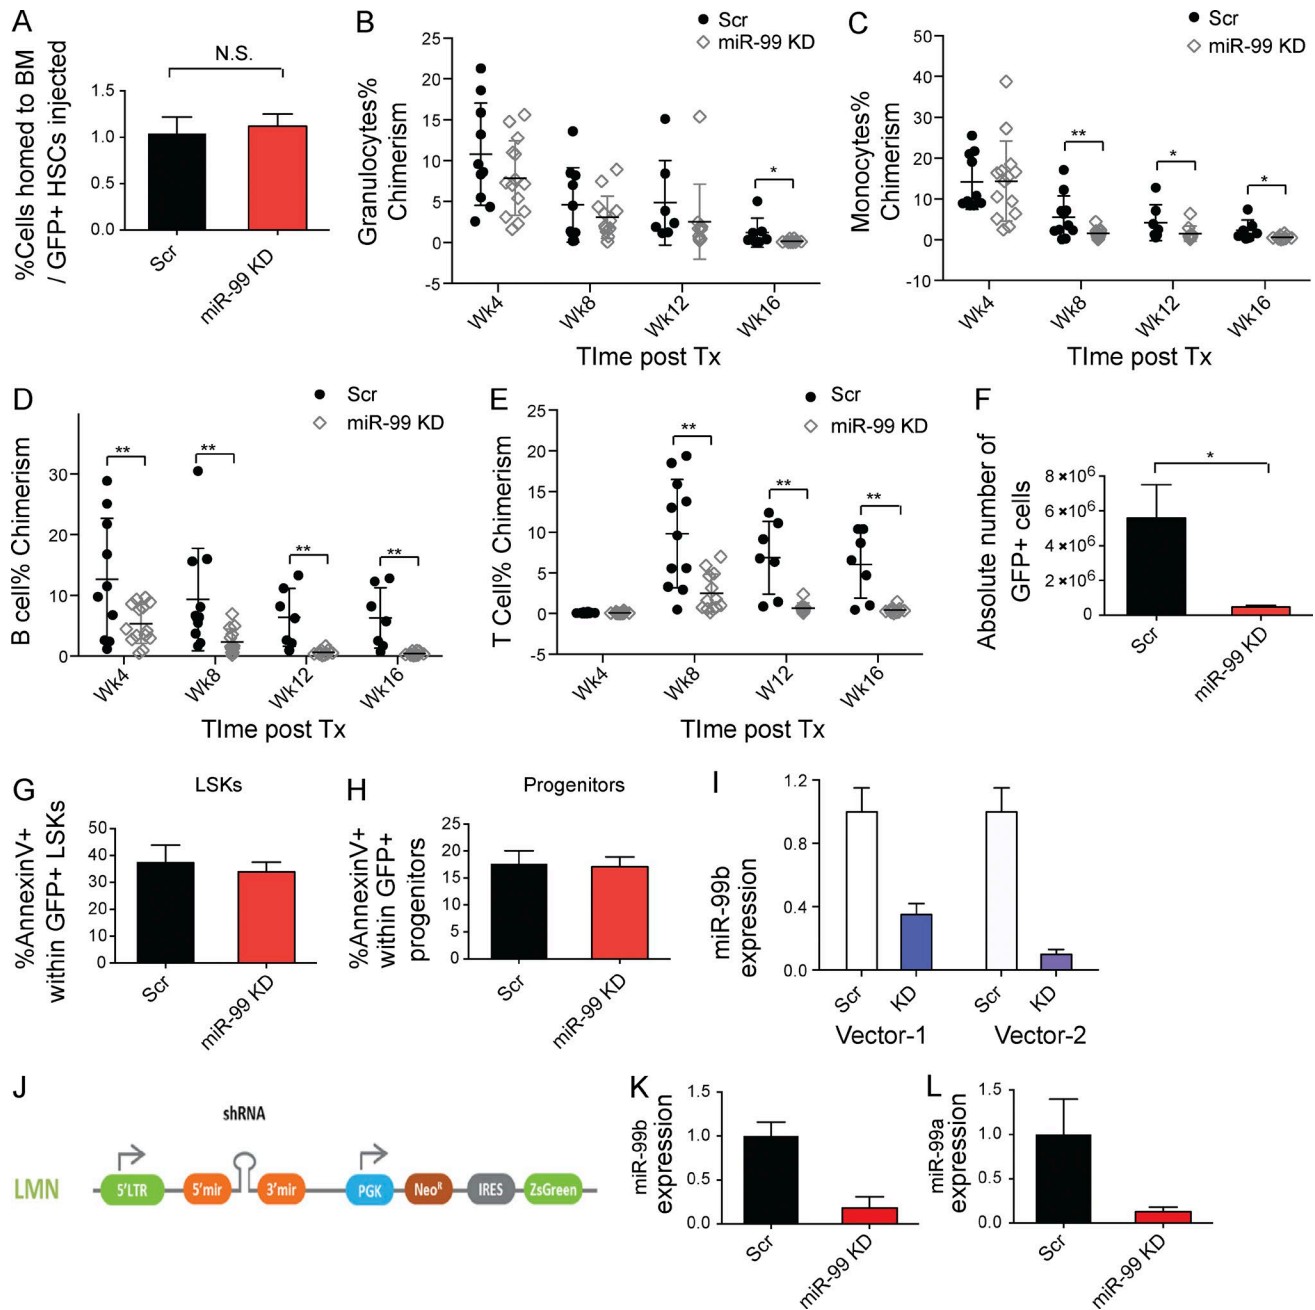 A
%Cells homed to BM
/ GFP+ HSCs injected
N.S.
1.5
1.0
0.5
0.0
Scr
miR-99 KD
B
Scr
miR-99 KD
Granulocytes%
Chimerism
25
20
15
10
5
0
-5
*
Wk4
Wk8
Wk12
Wk16
TIme post Tx
C
Scr
miR-99 KD
Monocytes%
Chimerism
50
40
30
20
10
0
-10
**
*
*
Wk4
Wk8
Wk12
Wk16
TIme post Tx
D
Scr
miR-99 KD
B cell% Chimerism
30
20
10
0
**
**
**
**
Wk4
Wk8
Wk12
Wk16
TIme post Tx
E
Scr
miR-99 KD
T Cell% Chimerism
25
20
15
10
5
0
-5
**
**
**
Wk4
Wk8
W12
Wk16
TIme post Tx
F
Absolute number of
GFP+ cells
8×10⁶
6×10⁶
4×10⁶
2×10⁶
0
*
Scr
miR-99 KD
G
LSKs
%AnnexinV+
within GFP+ LSKs
50
40
30
20
10
0
Scr
miR-99 KD
H
Progenitors
%AnnexinV+
within GFP+
progenitors
25
20
15
10
5
0
Scr
miR-99 KD
I
miR-99b
expression
1.2
0.8
0.4
0.0
Scr
KD
Scr
KD
Vector-1
Vector-2
J
shRNA
LMN
5'LTR
5'mir
3'mir
PGK
Neoᴿ
IRES
ZsGreen
K
miR-99b
expression
1.5
1.0
0.5
0.0
Scr
miR-99 KD
L
miR-99a
expression
1.5
1.0
0.5
0.0
Scr
miR-99 KD